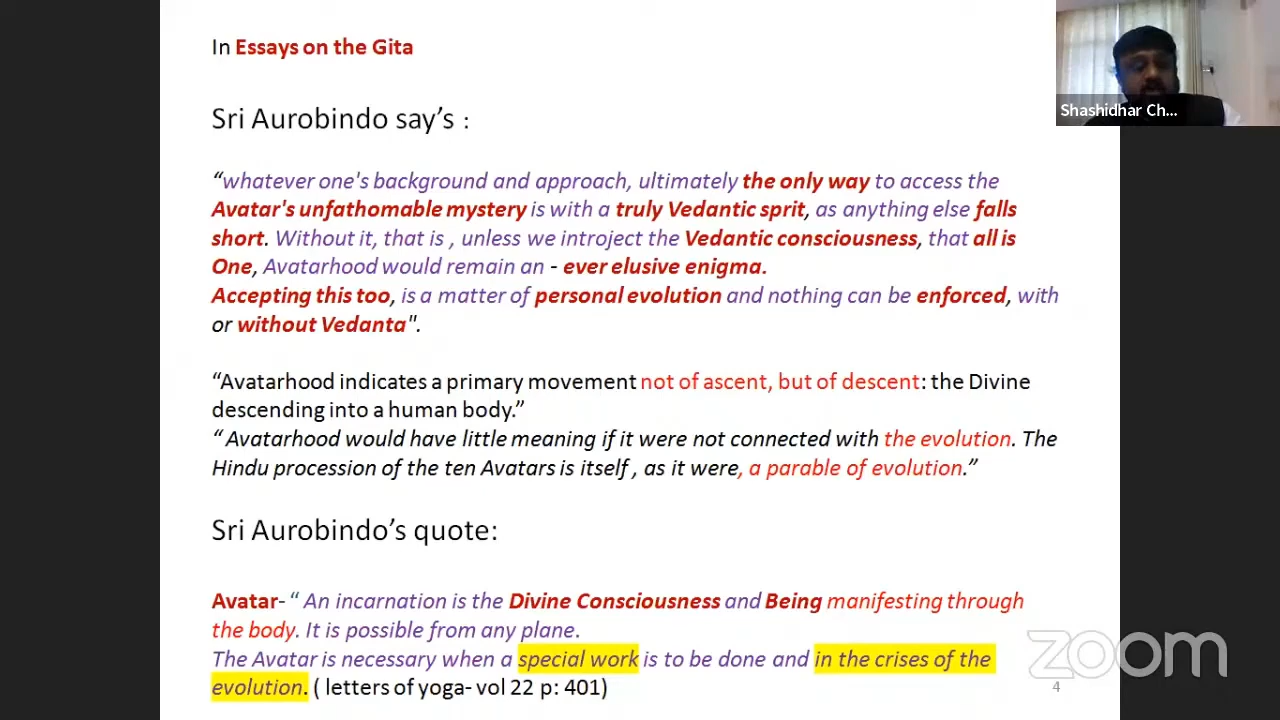 In Essays on the Gita
Shashidhar Ch...
Sri Aurobindo say's :
“whatever one's background and approach, ultimately the only way to access the
Avatar's unfathomable mystery is with a truly Vedantic sprit, as anything else falls
short. Without it, that is , unless we introject the Vedantic consciousness, that all is
One, Avatarhood would remain an - ever elusive enigma.
Accepting this too, is a matter of personal evolution and nothing can be enforced, with
or without Vedanta".
“Avatarhood indicates a primary movement not of ascent, but of descent: the Divine
descending into a human body.”
“ Avatarhood would have little meaning if it were not connected with the evolution. The
Hindu procession of the ten Avatars is itself , as it were, a parable of evolution.”
Sri Aurobindo’s quote:
Avatar- “ An incarnation is the Divine Consciousness and Being manifesting through
the body. It is possible from any plane.
The Avatar is necessary when a special work is to be done and in the crises of the
evolution. ( letters of yoga- vol 22 p: 401)
zoom
4